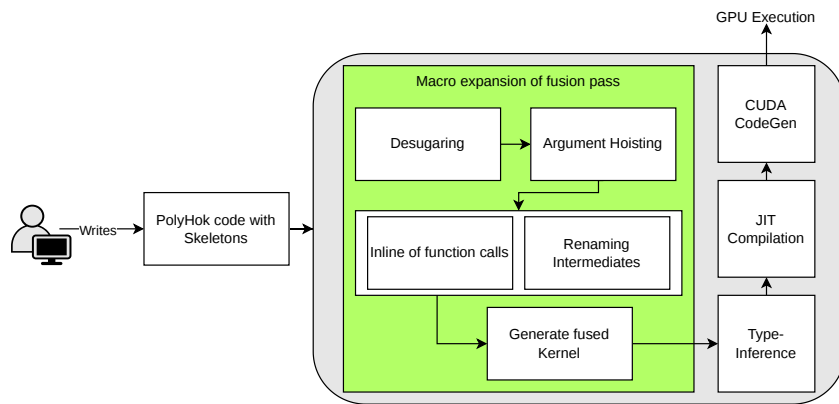 GPU Execution
Macro expansion of fusion pass
Desugaring
Argument Hoisting
CUDA
CodeGen
Writes
PolyHok code with
Skeletons
Inline of function calls
Renaming
Intermediates
JIT
Compilation
Generate fused
Kernel
Type-
Inference